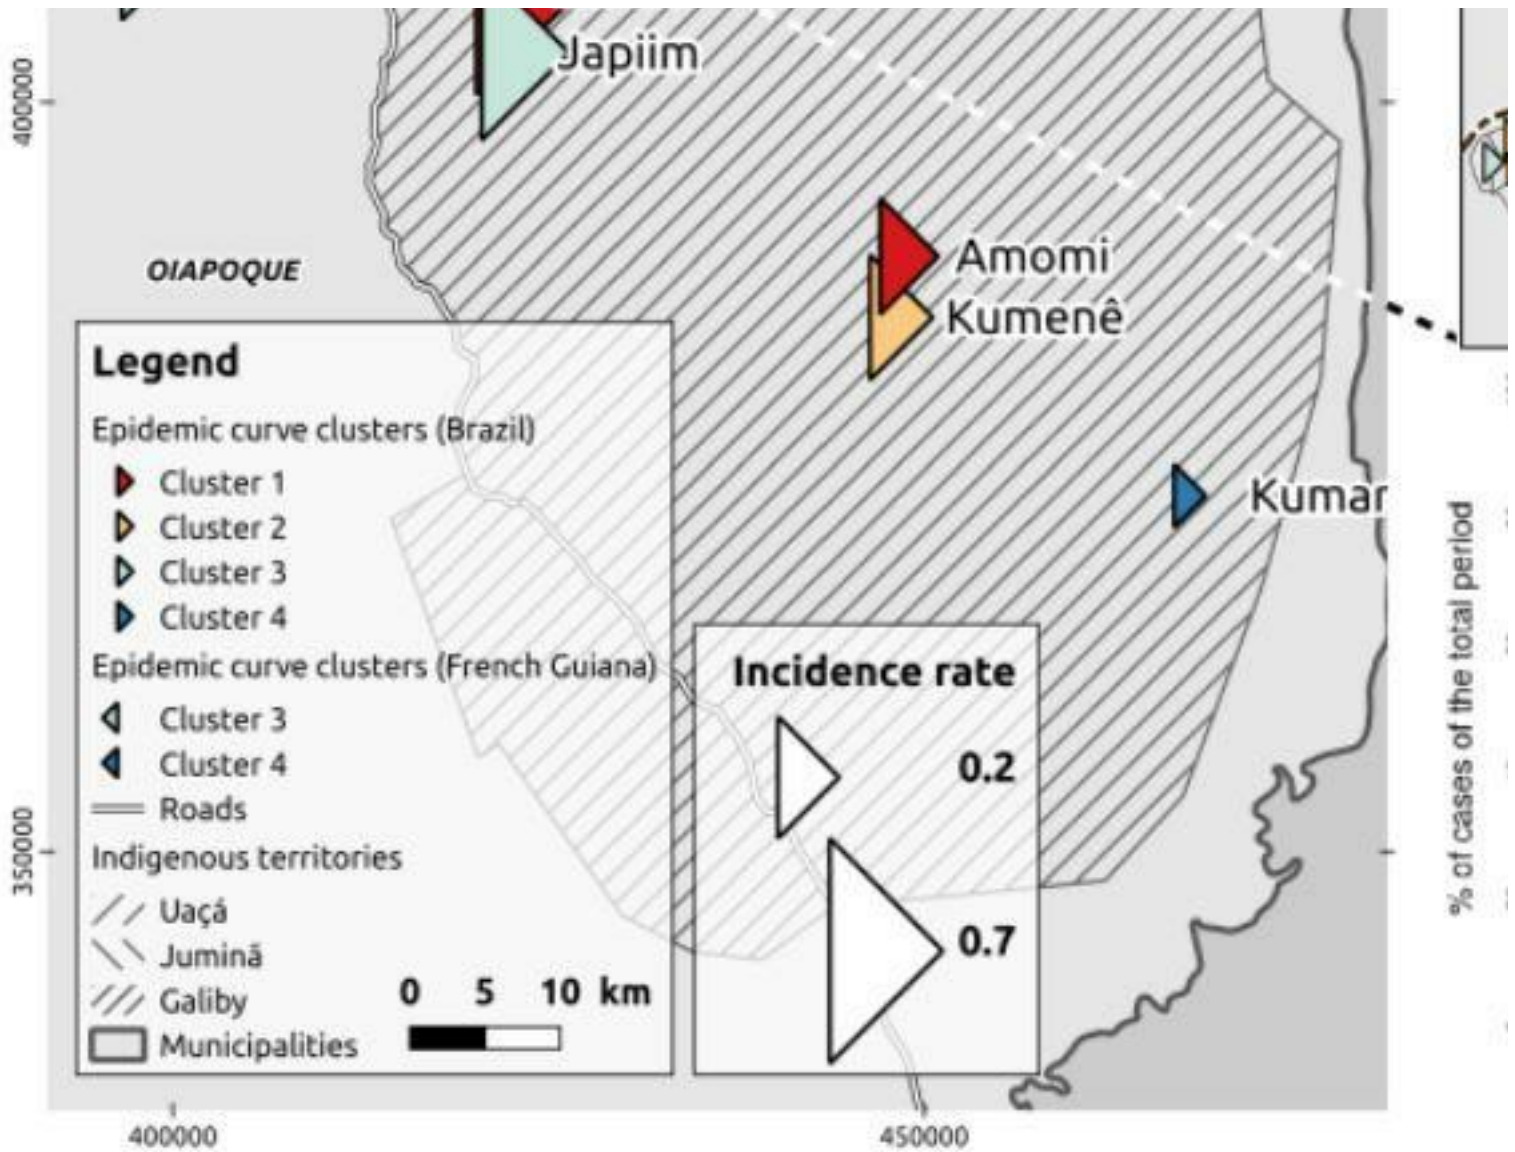 Japiim
400000
OIAPOQUE
Amomi
Kumenê
Legend
Epidemic curve clusters (Brazil)
Cluster 1
Cluster 2
Cluster 3
Cluster 4
Epidemic curve clusters (French Guiana)
Cluster 3
Cluster 4
Roads
Indigenous territories
Uaçá
Juminã
Galiby
Municipalities
0 5 10 km
Kumar
Incidence rate
0.2
0.7
350000
400000
450000
% of cases of the total period